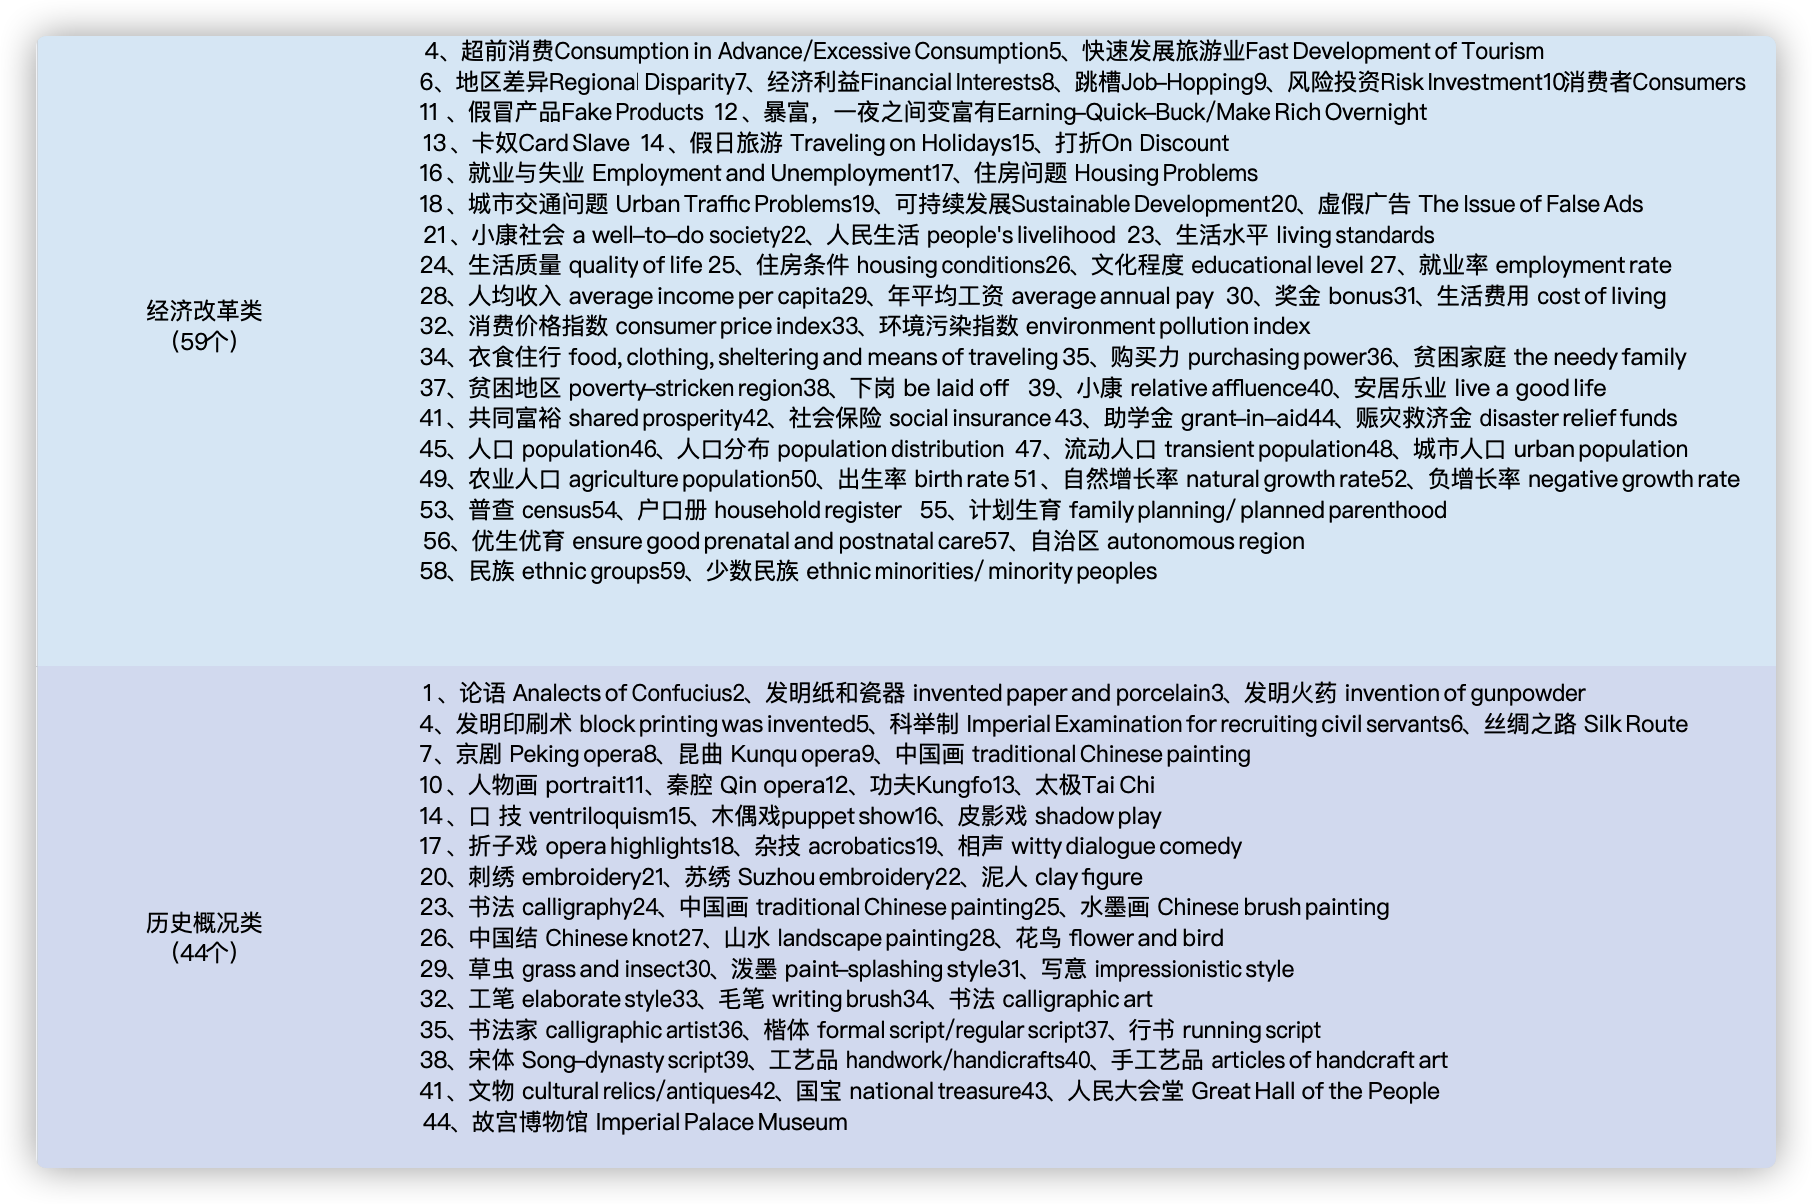 4、超前消费Consumption in Advance/Excessive Consumption5、快速发展旅游业Fast Development of Tourism
6、地区差异Regional Disparity7、经济利益Financial Interests8、跳槽Job-Hopping9、风险投资Risk Investment10消费者Consumers
11、假冒产品Fake Products 12、暴富，一夜之间变富有Earning-Quick-Buck/Make Rich Overnight
13、卡奴Card Slave 14、假日旅游 Traveling on Holidays15、打折On Discount
16、就业与失业 Employment and Unemployment17、住房问题 Housing Problems
18、城市交通问题 Urban Traffic Problems19、可持续发展Sustainable Development20、虚假广告 The Issue of False Ads
21、小康社会 a well-to-do society22、人民生活 people's livelihood 23、生活水平 living standards
24、生活质量 quality of life 25、住房条件 housing conditions26、文化程度 educational level 27、就业率 employment rate
28、人均收入 average income per capita29、年平均工资 average annual pay 30、奖金 bonus31、生活费用 cost of living
32、消费价格指数 consumer price index33、环境污染指数 environment pollution index
34、衣食住行 food, clothing, sheltering and means of traveling 35、购买力 purchasing power36、贫困家庭 the needy family
37、贫困地区 poverty-stricken region38、下岗 be laid off 39、小康 relative affluence40、安居乐业 live a good life
41、共同富裕 shared prosperity42、社会保险 social insurance 43、助学金 grant-in-aid44、赈灾救济金 disaster relief funds
45、人口 population46、人口分布 population distribution 47、流动人口 transient population48、城市人口 urban population
49、农业人口 agriculture population50、出生率 birth rate 51、自然增长率 natural growth rate52、负增长率 negative growth rate
53、普查 census54、户口册 household register 55、计划生育 family planning/ planned parenthood
56、优生优育 ensure good prenatal and postnatal care57、自治区 autonomous region
58、民族 ethnic groups59、少数民族 ethnic minorities/ minority peoples
经济改革类
（59个）
1、论语 Analects of Confucius2、发明纸和瓷器 invented paper and porcelain3、发明火药 invention of gunpowder
4、发明印刷术 block printing was invented5、科举制 Imperial Examination for recruiting civil servants6、丝绸之路 Silk Route
7、京剧 Peking opera8、昆曲 Kunqu opera9、中国画 traditional Chinese painting
10、人物画 portrait11、秦腔 Qin opera12、功夫Kungfo13、太极Tai Chi
14、口 技 ventriloquism15、木偶戏puppet show16、皮影戏 shadow play
17、折子戏 opera highlights18、杂技 acrobatics19、相声 witty dialogue comedy
20、刺绣 embroidery21、苏绣 Suzhou embroidery22、泥人 clay figure
23、书法 calligraphy24、中国画 traditional Chinese painting25、水墨画 Chinese brush painting
26、中国结 Chinese knot27、山水 landscape painting28、花鸟 flower and bird
29、草虫 grass and insect30、泼墨 paint-splashing style31、写意 impressionistic style
32、工笔 elaborate style33、毛笔 writing brush34、书法 calligraphic art
35、书法家 calligraphic artist36、楷体 formal script/regular script37、行书 running script
38、宋体 Song-dynasty script39、工艺品 handwork/handicrafts40、手工艺品 articles of handcraft art
41、文物 cultural relics/antiques42、国宝 national treasure43、人民大会堂 Great Hall of the People
44、故宫博物馆 Imperial Palace Museum
历史概况类
（44个）